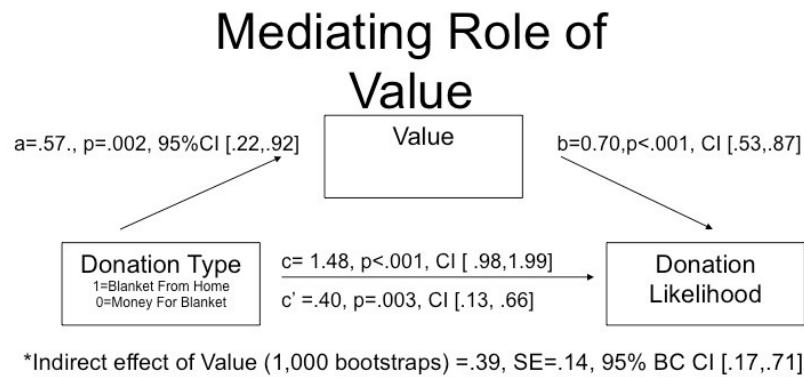 Mediating Role of
Value
a=.57., p=.002, 95%CI [.22,.92]
Value
b=0.70,p<.001, CI [.53,.87]
Donation Type
1=Blanket From Home
0=Money For Blanket
c= 1.48, p<.001, CI [ .98,1.99]
c' =.40, p=.003, CI [.13, .66]
Donation
Likelihood
*Indirect effect of Value (1,000 bootstraps) =.39, SE=.14, 95% BC CI [.17,.71]